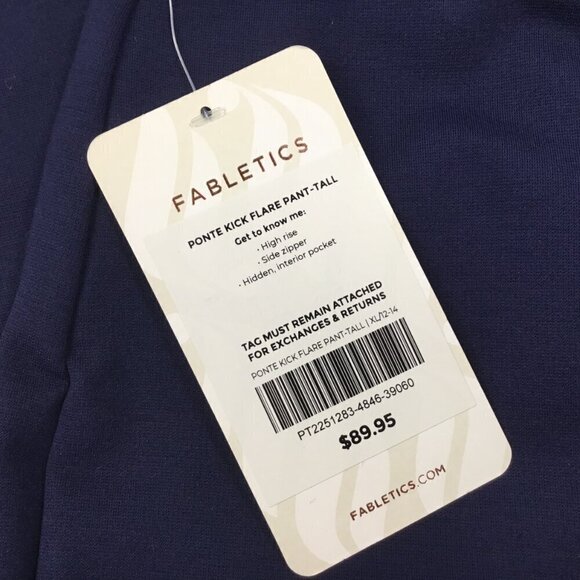 FABLETICS
PONTE KICK FLARE PANT-TALL
Get to know me:
• High rise
• Side zipper
• Hidden, interior pocket
TAG MUST REMAIN ATTACHED
FOR EXCHANGES & RETURNS
PONTE KICK FLARE PANT-TALL | XL/12-14
PT2251283-4846-39060
$89.95
FABLETICS.COM